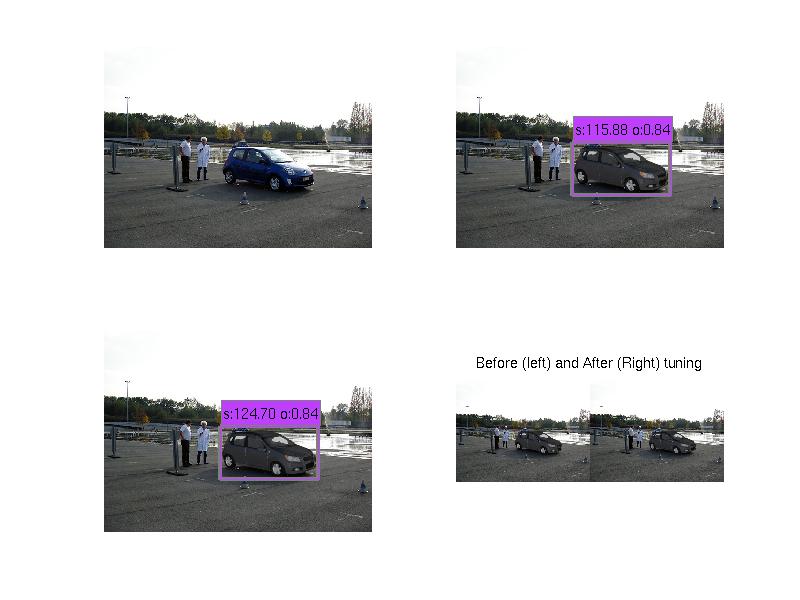 s:115.88 o:0.84
s:124.70 o:0.84
Before (left) and After (Right) tuning